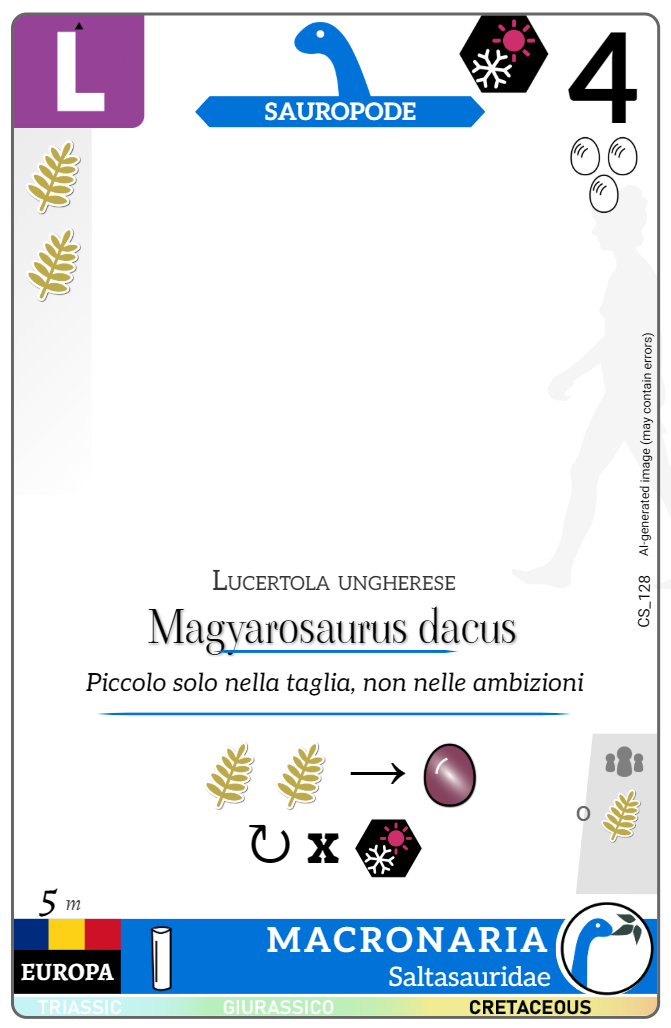 L
SAUROPODE
4
AI-generated image (may contain errors)
CS_128
Lucertola ungherese
Magyarosaurus dacus
Piccolo solo nella taglia, non nelle ambizioni
x
o
5 m
EUROPA
MACRONARIA
Saltasauridae
TRIASSIC GIURASSICO CRETACEOUS